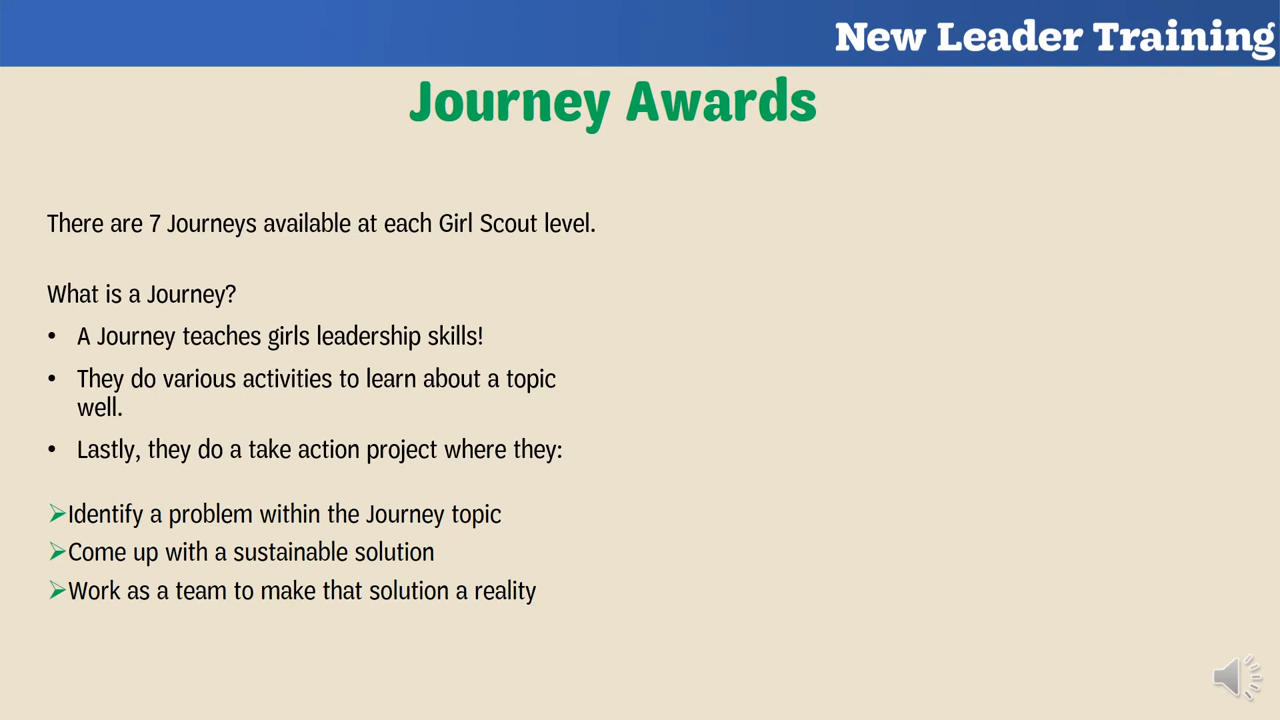 New Leader Training
Journey Awards
There are 7 Journeys available at each Girl Scout level.
What is a Journey?
• A Journey teaches girls leadership skills!
• They do various activities to learn about a topic
well.
• Lastly, they do a take action project where they:
➢Identify a problem within the Journey topic
➢Come up with a sustainable solution
➢Work as a team to make that solution a reality